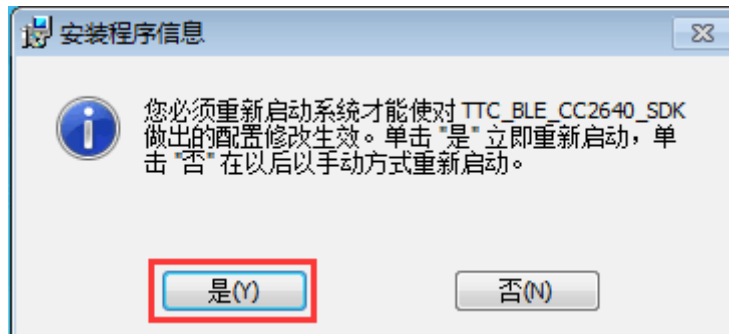 安装程序信息
您必须重新启动系统才能使对 TTC_BLE_CC2640_SDK
做出的配置修改生效。单击 "是" 立即重新启动，单
击 "否" 在以后以手动方式重新启动。
是(Y)
否(N)